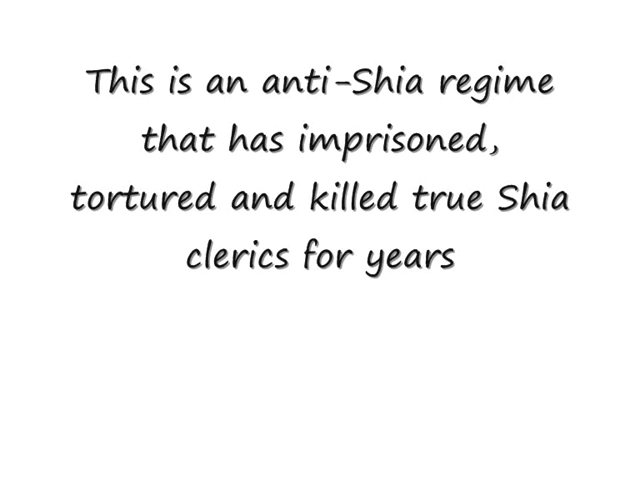 This is an anti-Shia regime
that has imprisoned,
tortured and killed true Shia
clerics for years